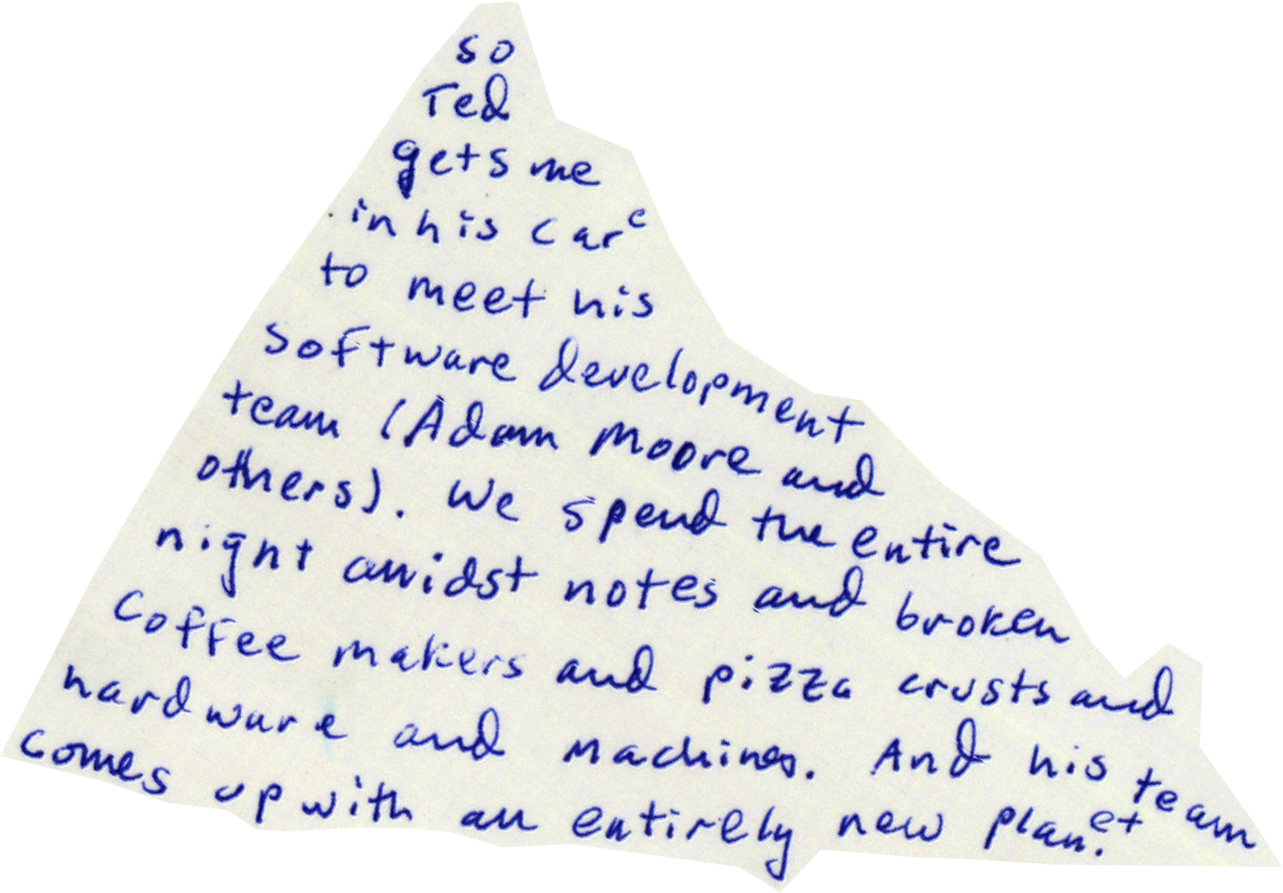 so
Ted
gets me
in his car c
to meet his
software development
team (Adam Moore and
others). We spend the entire
night amidst notes and broken
coffee makers and pizza crusts and
hardware and machines. And his team
comes up with an entirely new plan.et